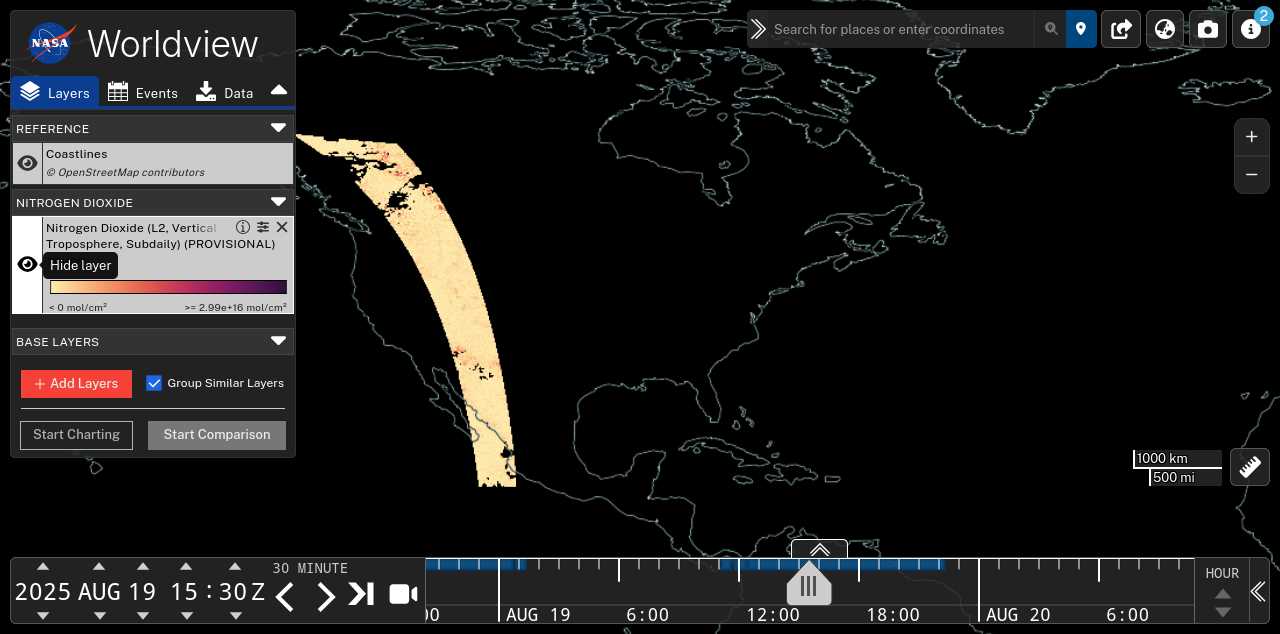 NASA Worldview
Layers Events Data
REFERENCE
Coastlines
© OpenStreetMap contributors
NITROGEN DIOXIDE
Nitrogen Dioxide (L2, Vertical
Troposphere, Subdaily) (PROVISIONAL)
Hide layer
< 0 mol/cm² >= 2.99e+16 mol/cm²
BASE LAYERS
+ Add Layers Group Similar Layers
Start Charting Start Comparison
Search for places or enter coordinates
2
+
−
1000 km
500 mi
2025 AUG 19 15 : 30 Z
30 MINUTE
00 AUG 19 6:00 12:00 18:00 AUG 20 6:00
HOUR